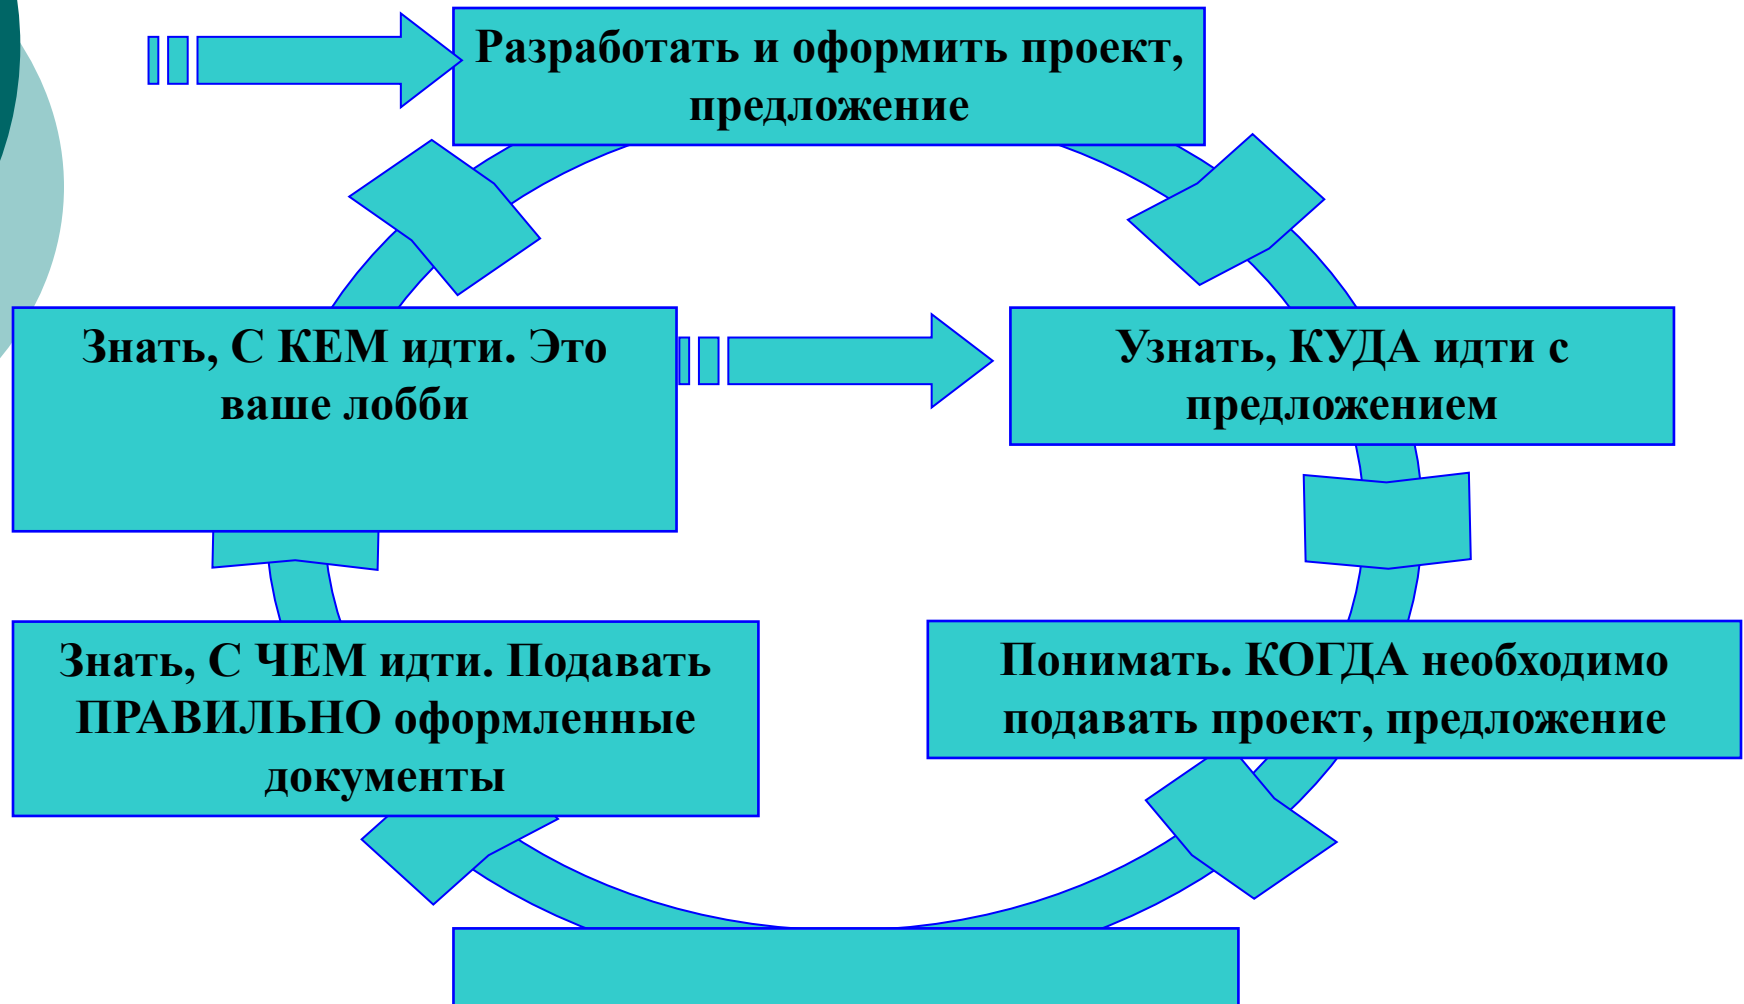 Разработать и оформить проект,
предложение
Знать, С КЕМ идти. Это
ваше лобби
Узнать, КУДА идти с
предложением
Знать, С ЧЕМ идти. Подавать
ПРАВИЛЬНО оформленные
документы
Понимать. КОГДА необходимо
подавать проект, предложение